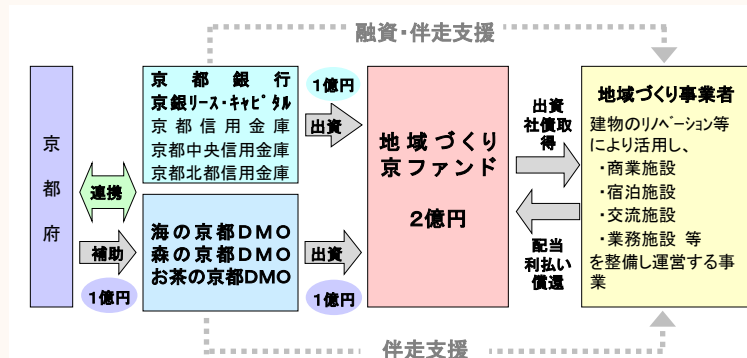 融資・伴走支援
京都府
連携
補助
1億円
京都銀行
京銀リース・キャピタル
京都信用金庫
京都中央信用金庫
京都北都信用金庫
海の京都DMO
森の京都DMO
お茶の京都DMO
1億円
出資
出資
1億円
地域づくり
京ファンド
2億円
出資
社債取
得
配当
利払い
償還
地域づくり事業者
建物のリノベーション等
により活用し、
・商業施設
・宿泊施設
・交流施設
・業務施設 等
を整備し運営する事
業
伴走支援